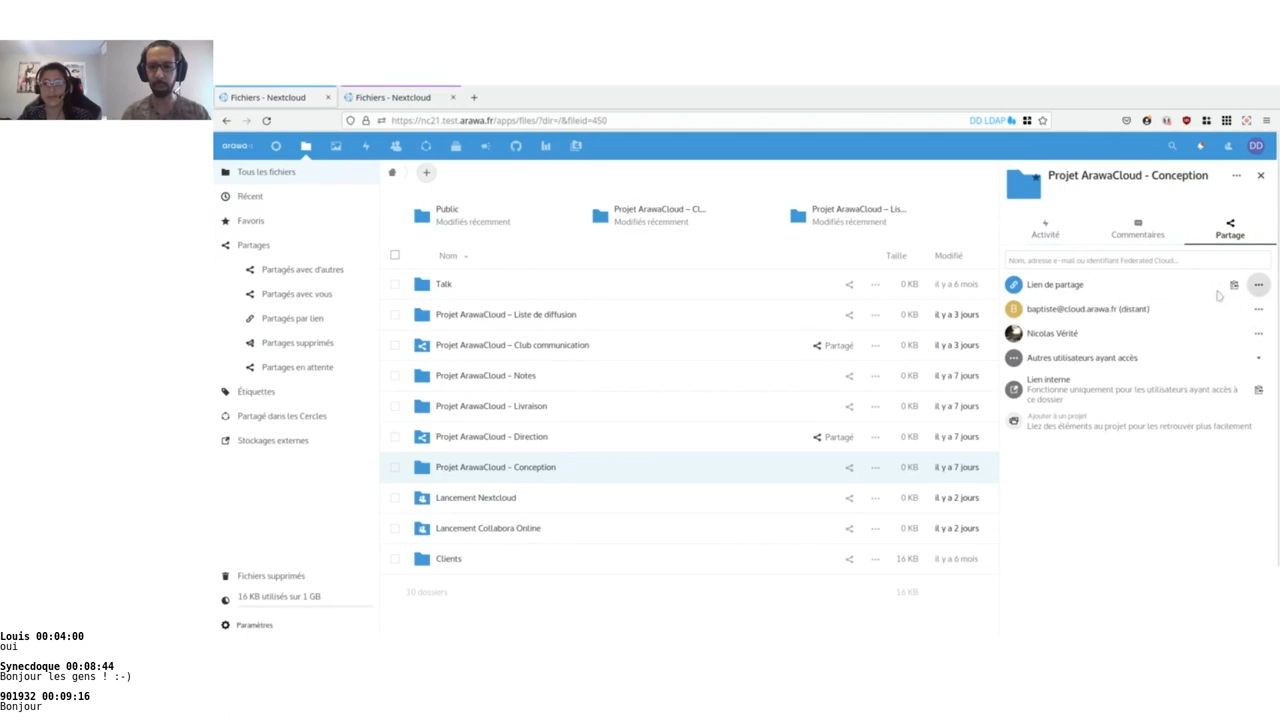 Fichiers - Nextcloud
Fichiers - Nextcloud
https://nc21.test.arawa.fr/apps/files/?dir=/&fileid=450
DD LDAP
arawa
DD
Tous les fichiers
Récent
Favoris
Partages
Partagés avec d'autres
Partagés avec vous
Partagés par lien
Partages supprimés
Partages en attente
Étiquettes
Partagé dans les Cercles
Stockages externes
Fichiers supprimés
16 KB utilisés sur 1 GB
Paramètres
Public
Modifiés récemment
Projet ArawaCloud – Cl...
Modifiés récemment
Projet ArawaCloud – Lis...
Modifiés récemment
Nom Taille Modifié
Talk 0 KB il y a 6 mois
Projet ArawaCloud – Liste de diffusion 0 KB il y a 3 jours
Projet ArawaCloud – Club communication Partagé 0 KB il y a 3 jours
Projet ArawaCloud – Notes 0 KB il y a 7 jours
Projet ArawaCloud – Livraison 0 KB il y a 7 jours
Projet ArawaCloud - Direction Partagé 0 KB il y a 7 jours
Projet ArawaCloud - Conception 0 KB il y a 7 jours
Lancement Nextcloud 0 KB il y a 2 jours
Lancement Collabora Online 0 KB il y a 2 jours
Clients 16 KB il y a 6 mois
10 dossiers 16 KB
Projet ArawaCloud - Conception
Activité
Commentaires
Partage
Nom, adresse e-mail ou identifiant Federated Cloud...
Lien de partage
B baptiste@cloud.arawa.fr (distant)
Nicolas Vérité
Autres utilisateurs ayant accès
Lien interne
Fonctionne uniquement pour les utilisateurs ayant accès à
ce dossier
Ajouter à un projet
Liez des éléments au projet pour les retrouver plus facilement
Louis 00:04:00
oui
Synecdoque 00:08:44
Bonjour les gens ! :-)
901932 00:09:16
Bonjour